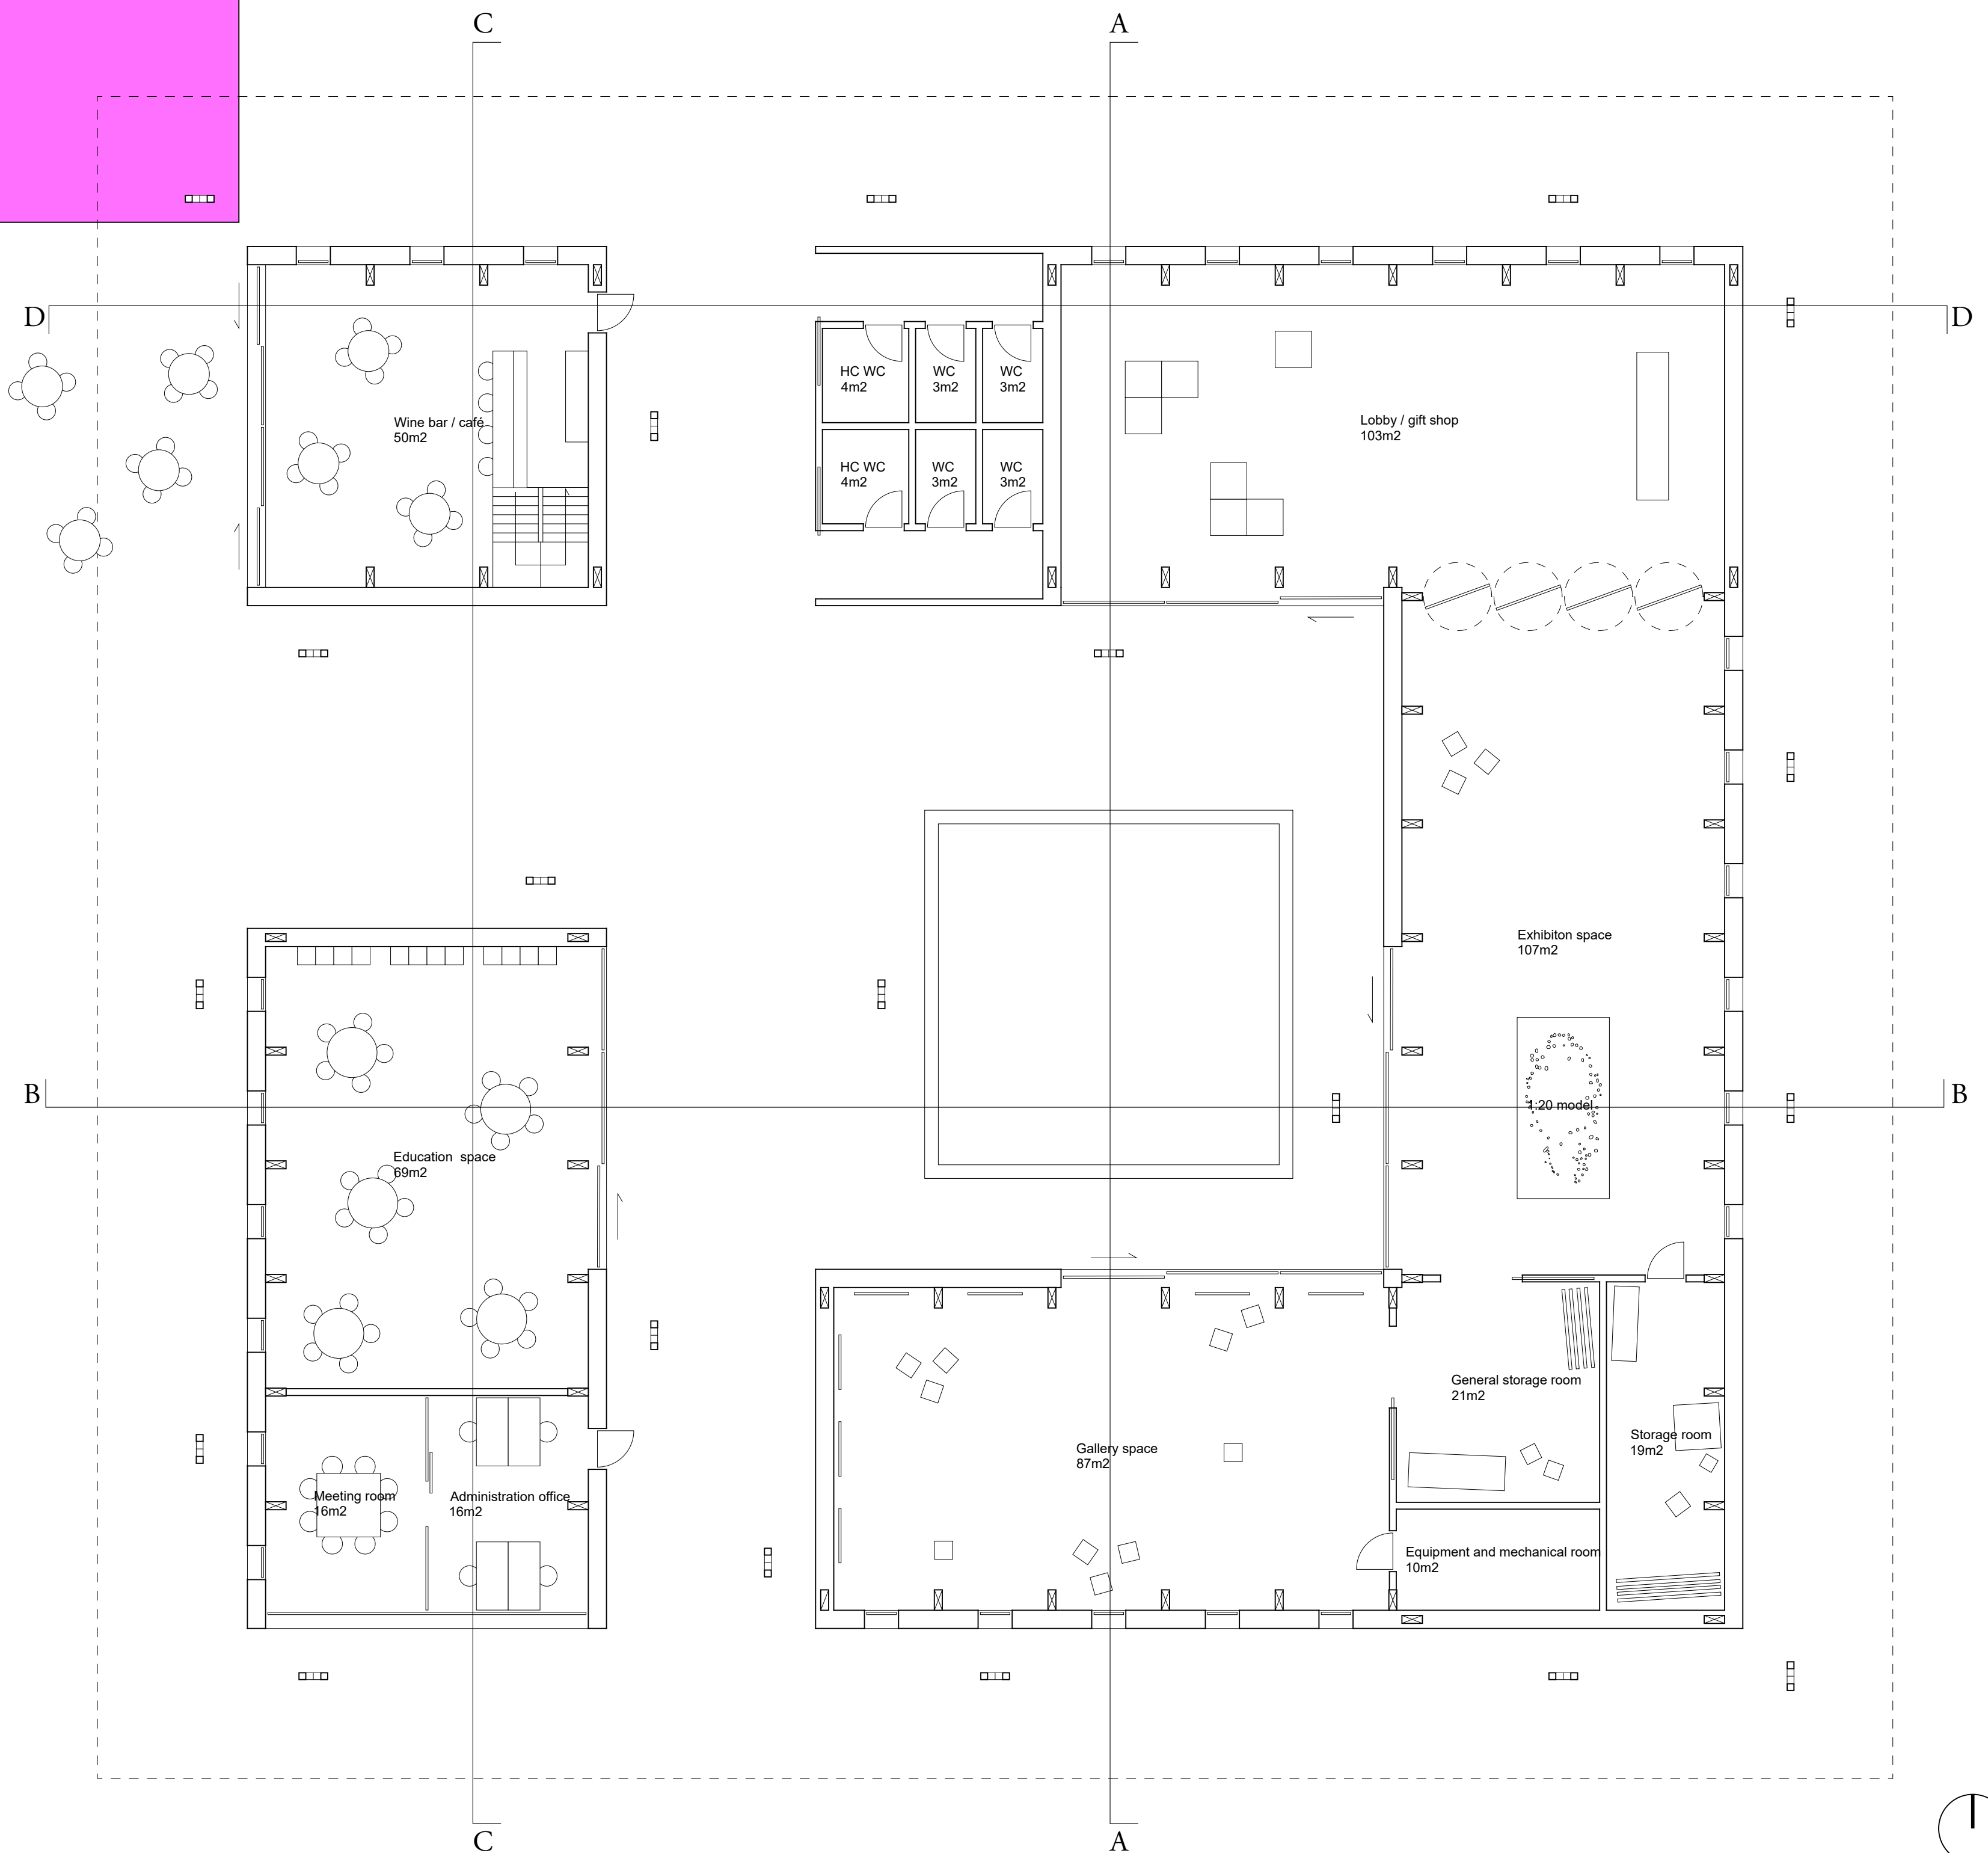 C
A
D
D
HC WC
4m2
WC
3m2
WC
3m2
Wine bar / café
50m2
Lobby / gift shop
103m2
HC WC
4m2
WC
3m2
WC
3m2
Exhibiton space
107m2
B
B
1:20 model
Education  space
69m2
General storage room
21m2
Storage room
19m2
Gallery space
87m2
Meeting room
16m2
Administration office
16m2
Equipment and mechanical room
10m2
C
A